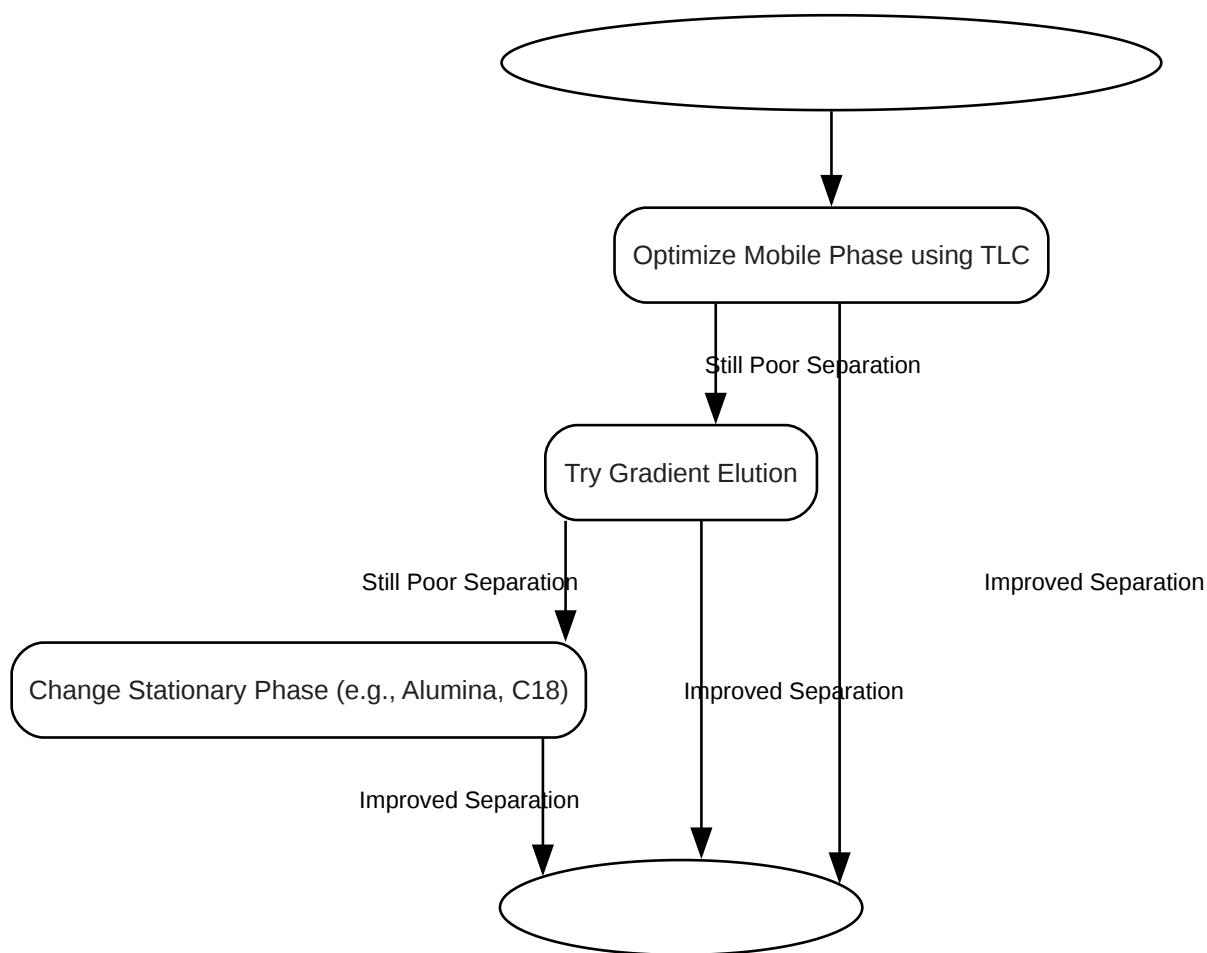 Optimize Mobile Phase using TLC
Still Poor Separation
Try Gradient Elution
Still Poor Separation
Improved Separation
Change Stationary Phase (e.g., Alumina, C18)
Improved Separation
Improved Separation